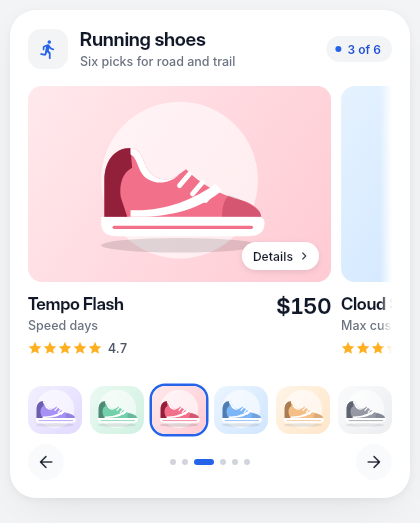 Running shoes
Six picks for road and trail
3 of 6
Details
Tempo Flash
$150
Speed days
4.7
Cloud
Max cus